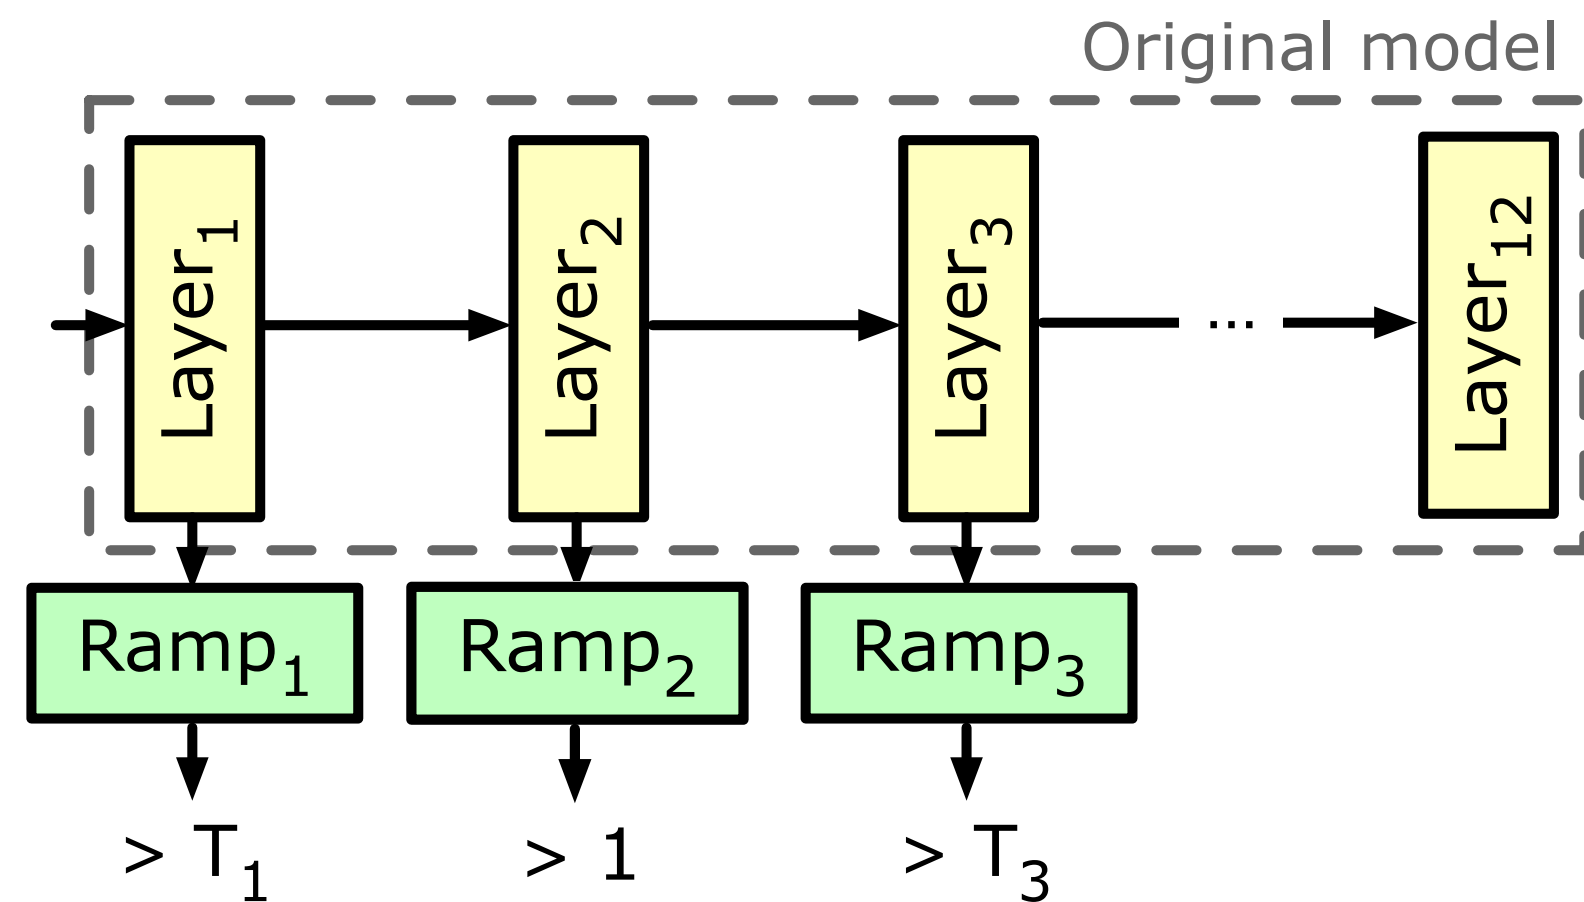 Original model
Layer₁
Layer₂
Layer₃
...
Layer₁₂
Ramp₁
Ramp₂
Ramp₃
> T₁
> 1
> T₃